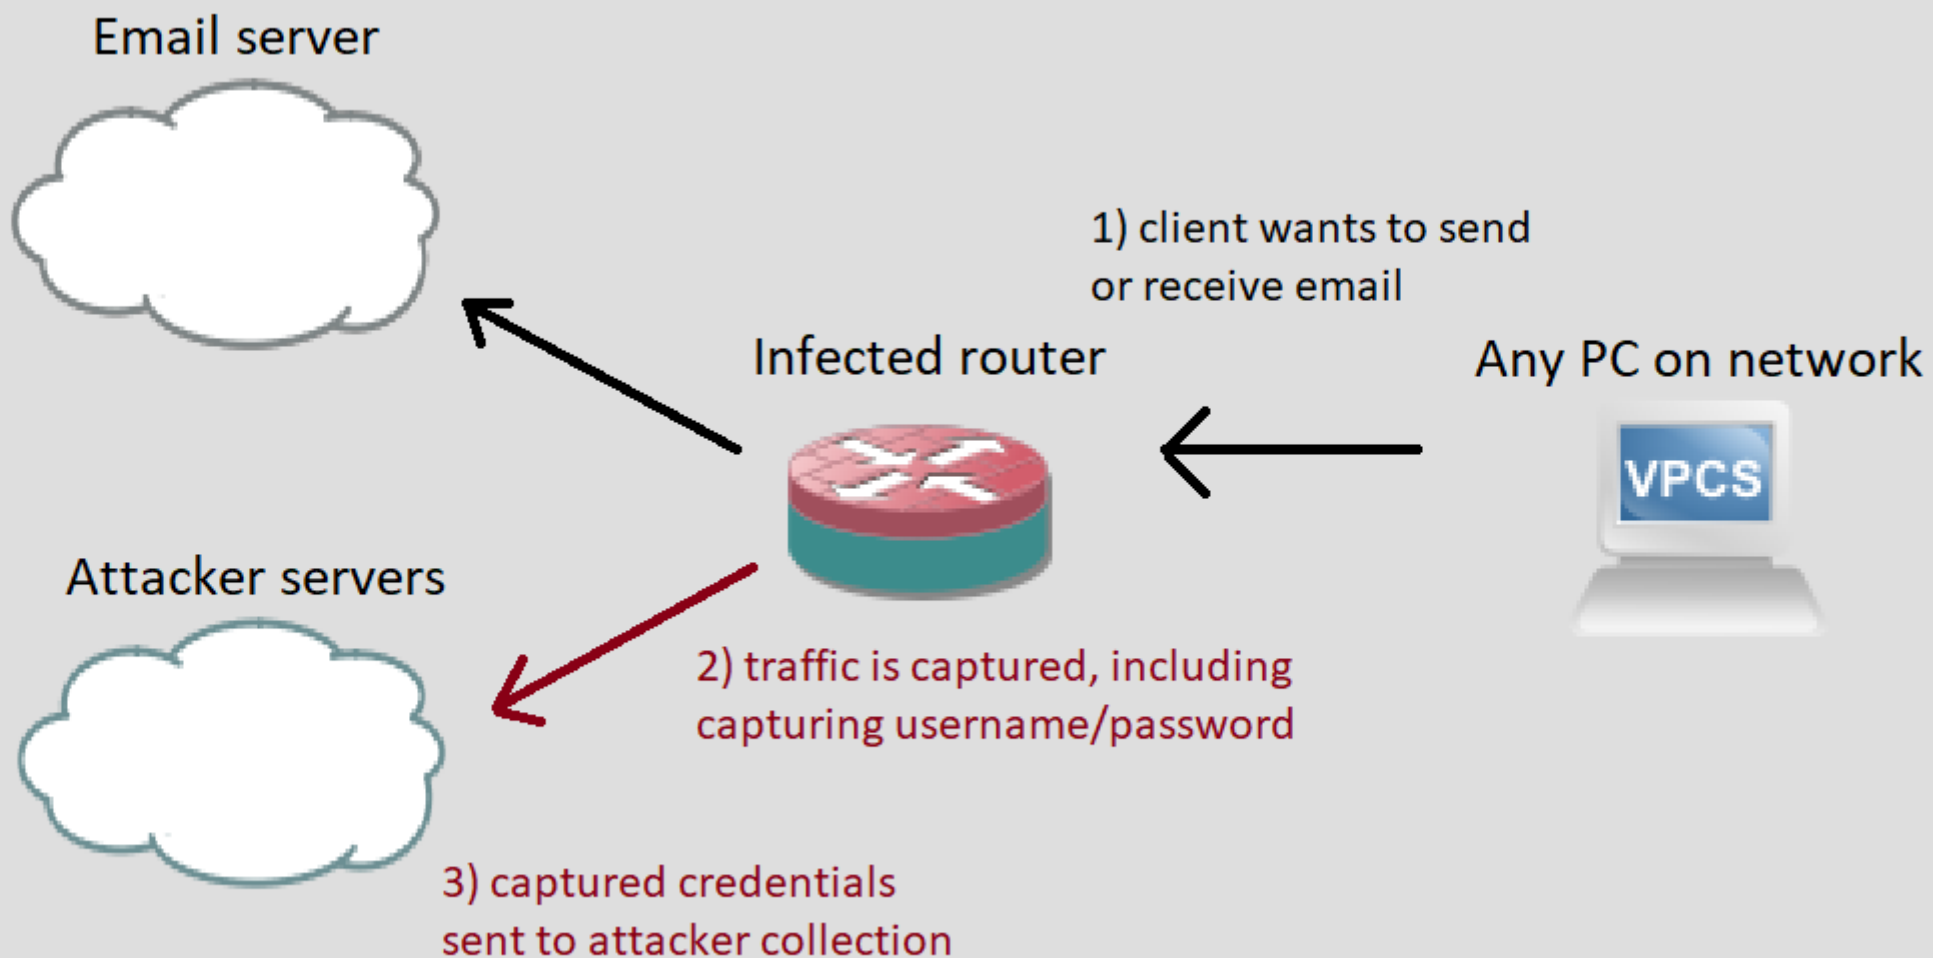 Email server
1) client wants to send
or receive email
Infected router
Any PC on network
VPCS
Attacker servers
2) traffic is captured, including
capturing username/password
3) captured credentials
sent to attacker collection